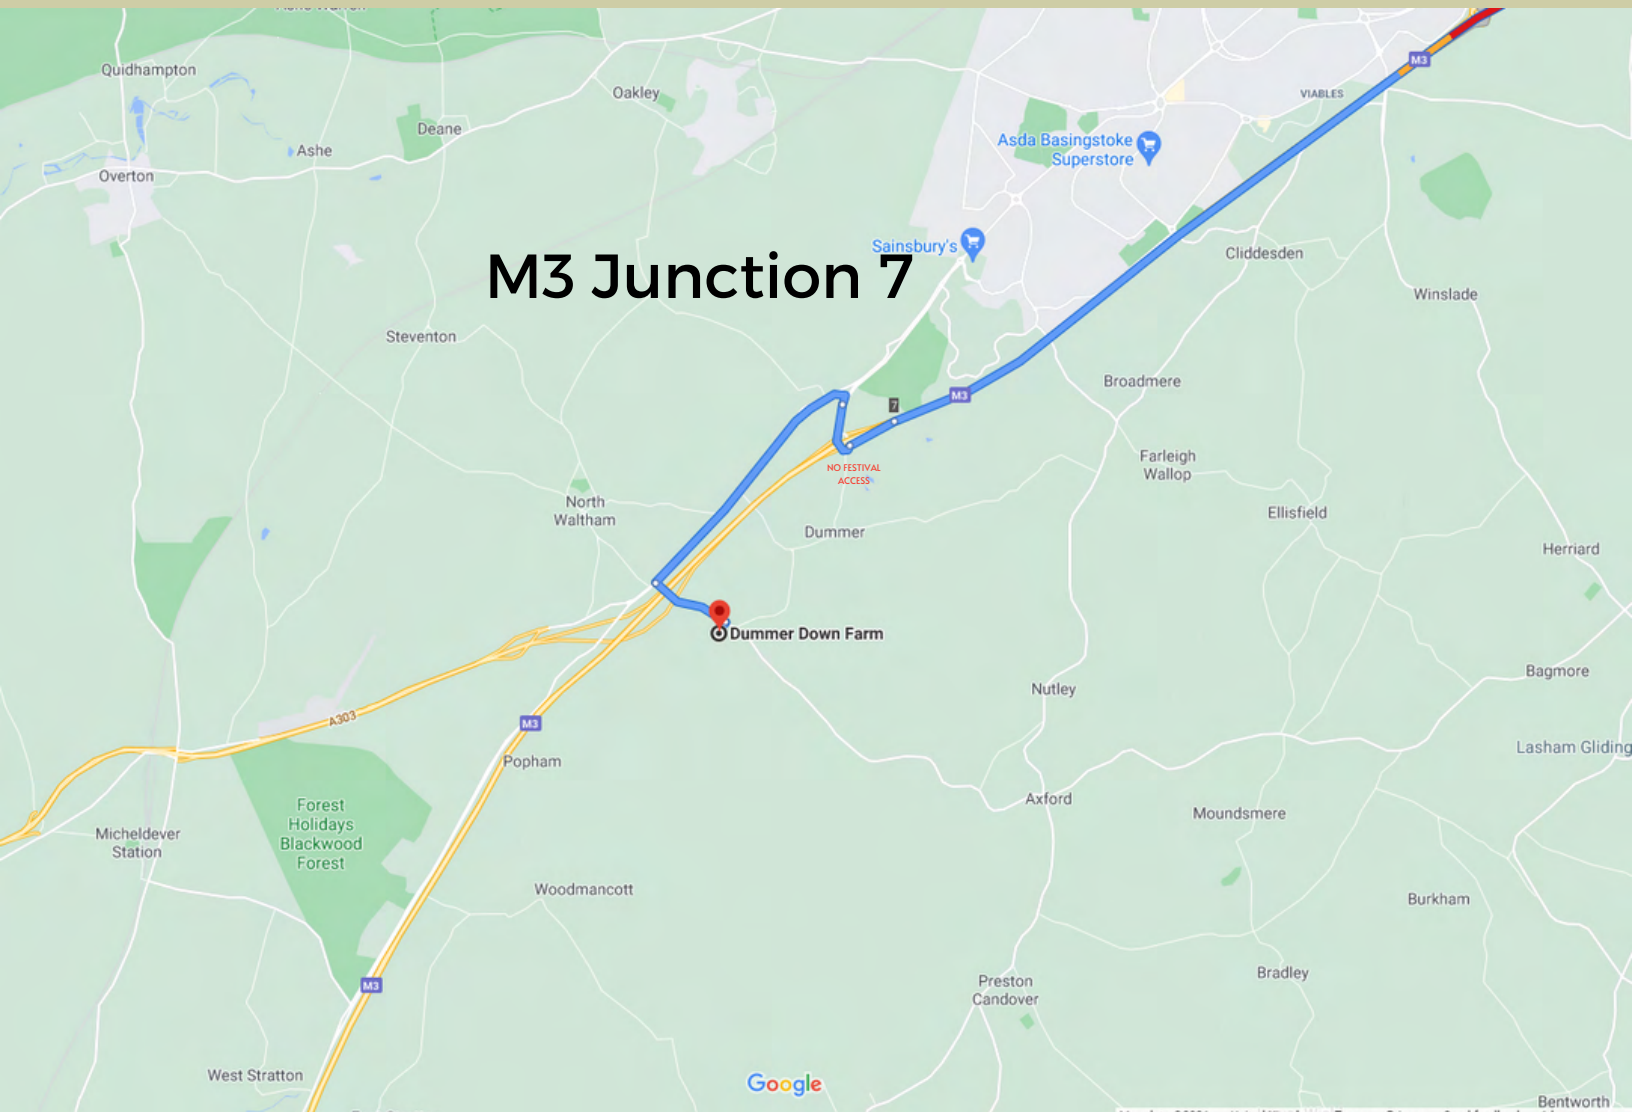 Quidhampton
Oakley
Deane
Ashe
Overton
M3
VIABLES
Asda Basingstoke
Superstore
Sainsbury's
M3 Junction 7
Cliddesden
Winslade
Steventon
Broadmere
M3
7
NO FESTIVAL
ACCESS
Farleigh
Wallop
North
Waltham
Dummer
Ellisfield
Herriard
Dummer Down Farm
Bagmore
Nutley
A303
M3
Popham
Lasham Gliding
Axford
Moundsmere
Forest
Holidays
Blackwood
Forest
Micheldever
Station
Woodmancott
Burkham
M3
Preston
Candover
Bradley
West Stratton
Google
Bentworth